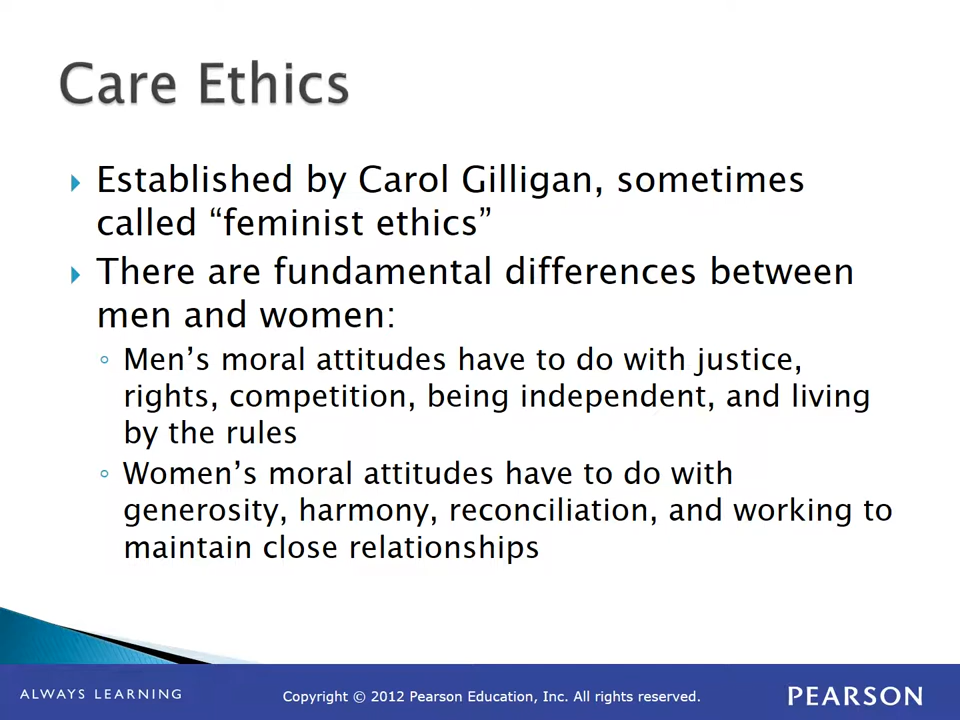 Care Ethics
Established by Carol Gilligan, sometimes
called “feminist ethics”
There are fundamental differences between
men and women:
Men’s moral attitudes have to do with justice,
rights, competition, being independent, and living
by the rules
Women’s moral attitudes have to do with
generosity, harmony, reconciliation, and working to
maintain close relationships
ALWAYS LEARNING
Copyright © 2012 Pearson Education, Inc. All rights reserved.
PEARSON